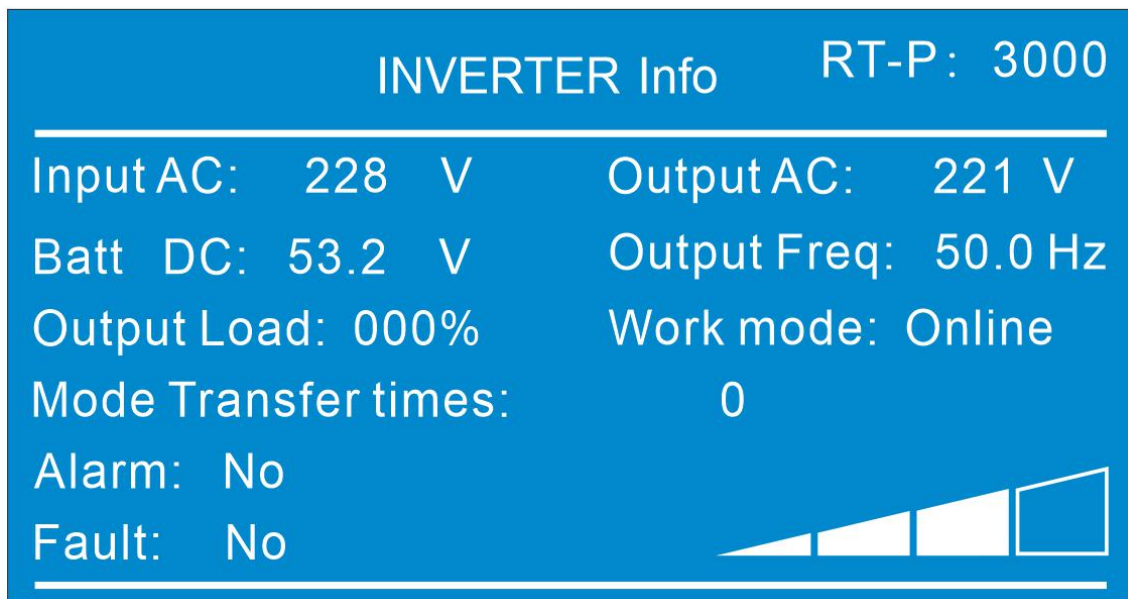 INVERTER Info RT-P: 3000
Input AC: 228 V Output AC: 221 V
Batt DC: 53.2 V Output Freq: 50.0 Hz
Output Load: 000% Work mode: Online
Mode Transfer times: 0
Alarm: No
Fault: No